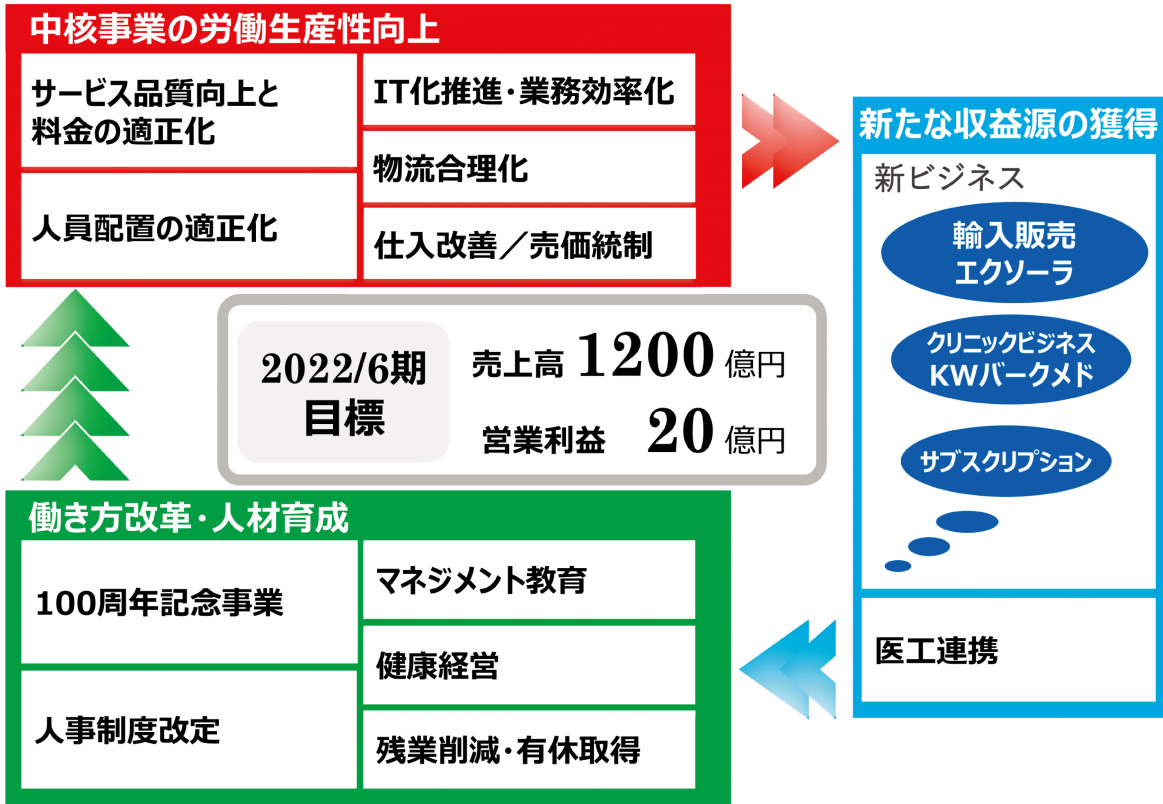 中核事業の労働生産性向上
サービス品質向上と
料金の適正化
人員配置の適正化
IT化推進・業務効率化
物流合理化
仕入改善／売価統制
新たな収益源の獲得
新ビジネス
輸入販売
エクソーラ
クリニックビジネス
KWバークメド
サブスクリプション
医工連携
2022/6期
目標
売上高 1200 億円
営業利益 20 億円
働き方改革・人材育成
100周年記念事業
人事制度改定
マネジメント教育
健康経営
残業削減・有休取得